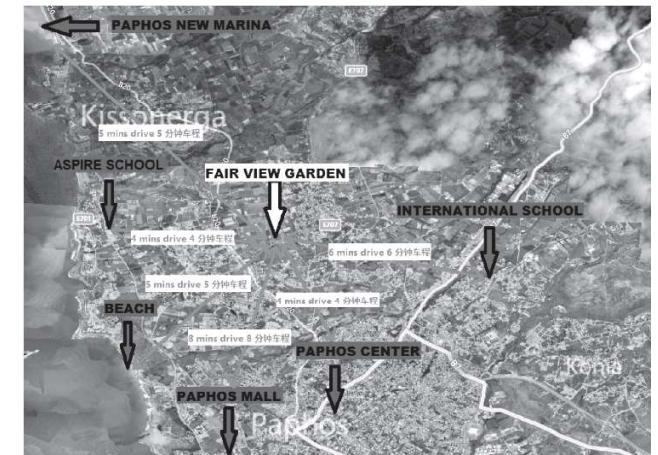 PAPHOS NEW MARINA
E707
Kissonerga
5 mins drive 5 分钟车程
ASPIRE SCHOOL
FAIR VIEW GARDEN
INTERNATIONAL SCHOOL
E701
E707
4 mins drive 4 分钟车程
6 mins drive 6 分钟车程
5 mins drive 5 分钟车程
4 mins drive 4 分钟车程
BEACH
8 mins drive 8 分钟车程
PAPHOS CENTER
Konia
PAPHOS MALL
Paphos